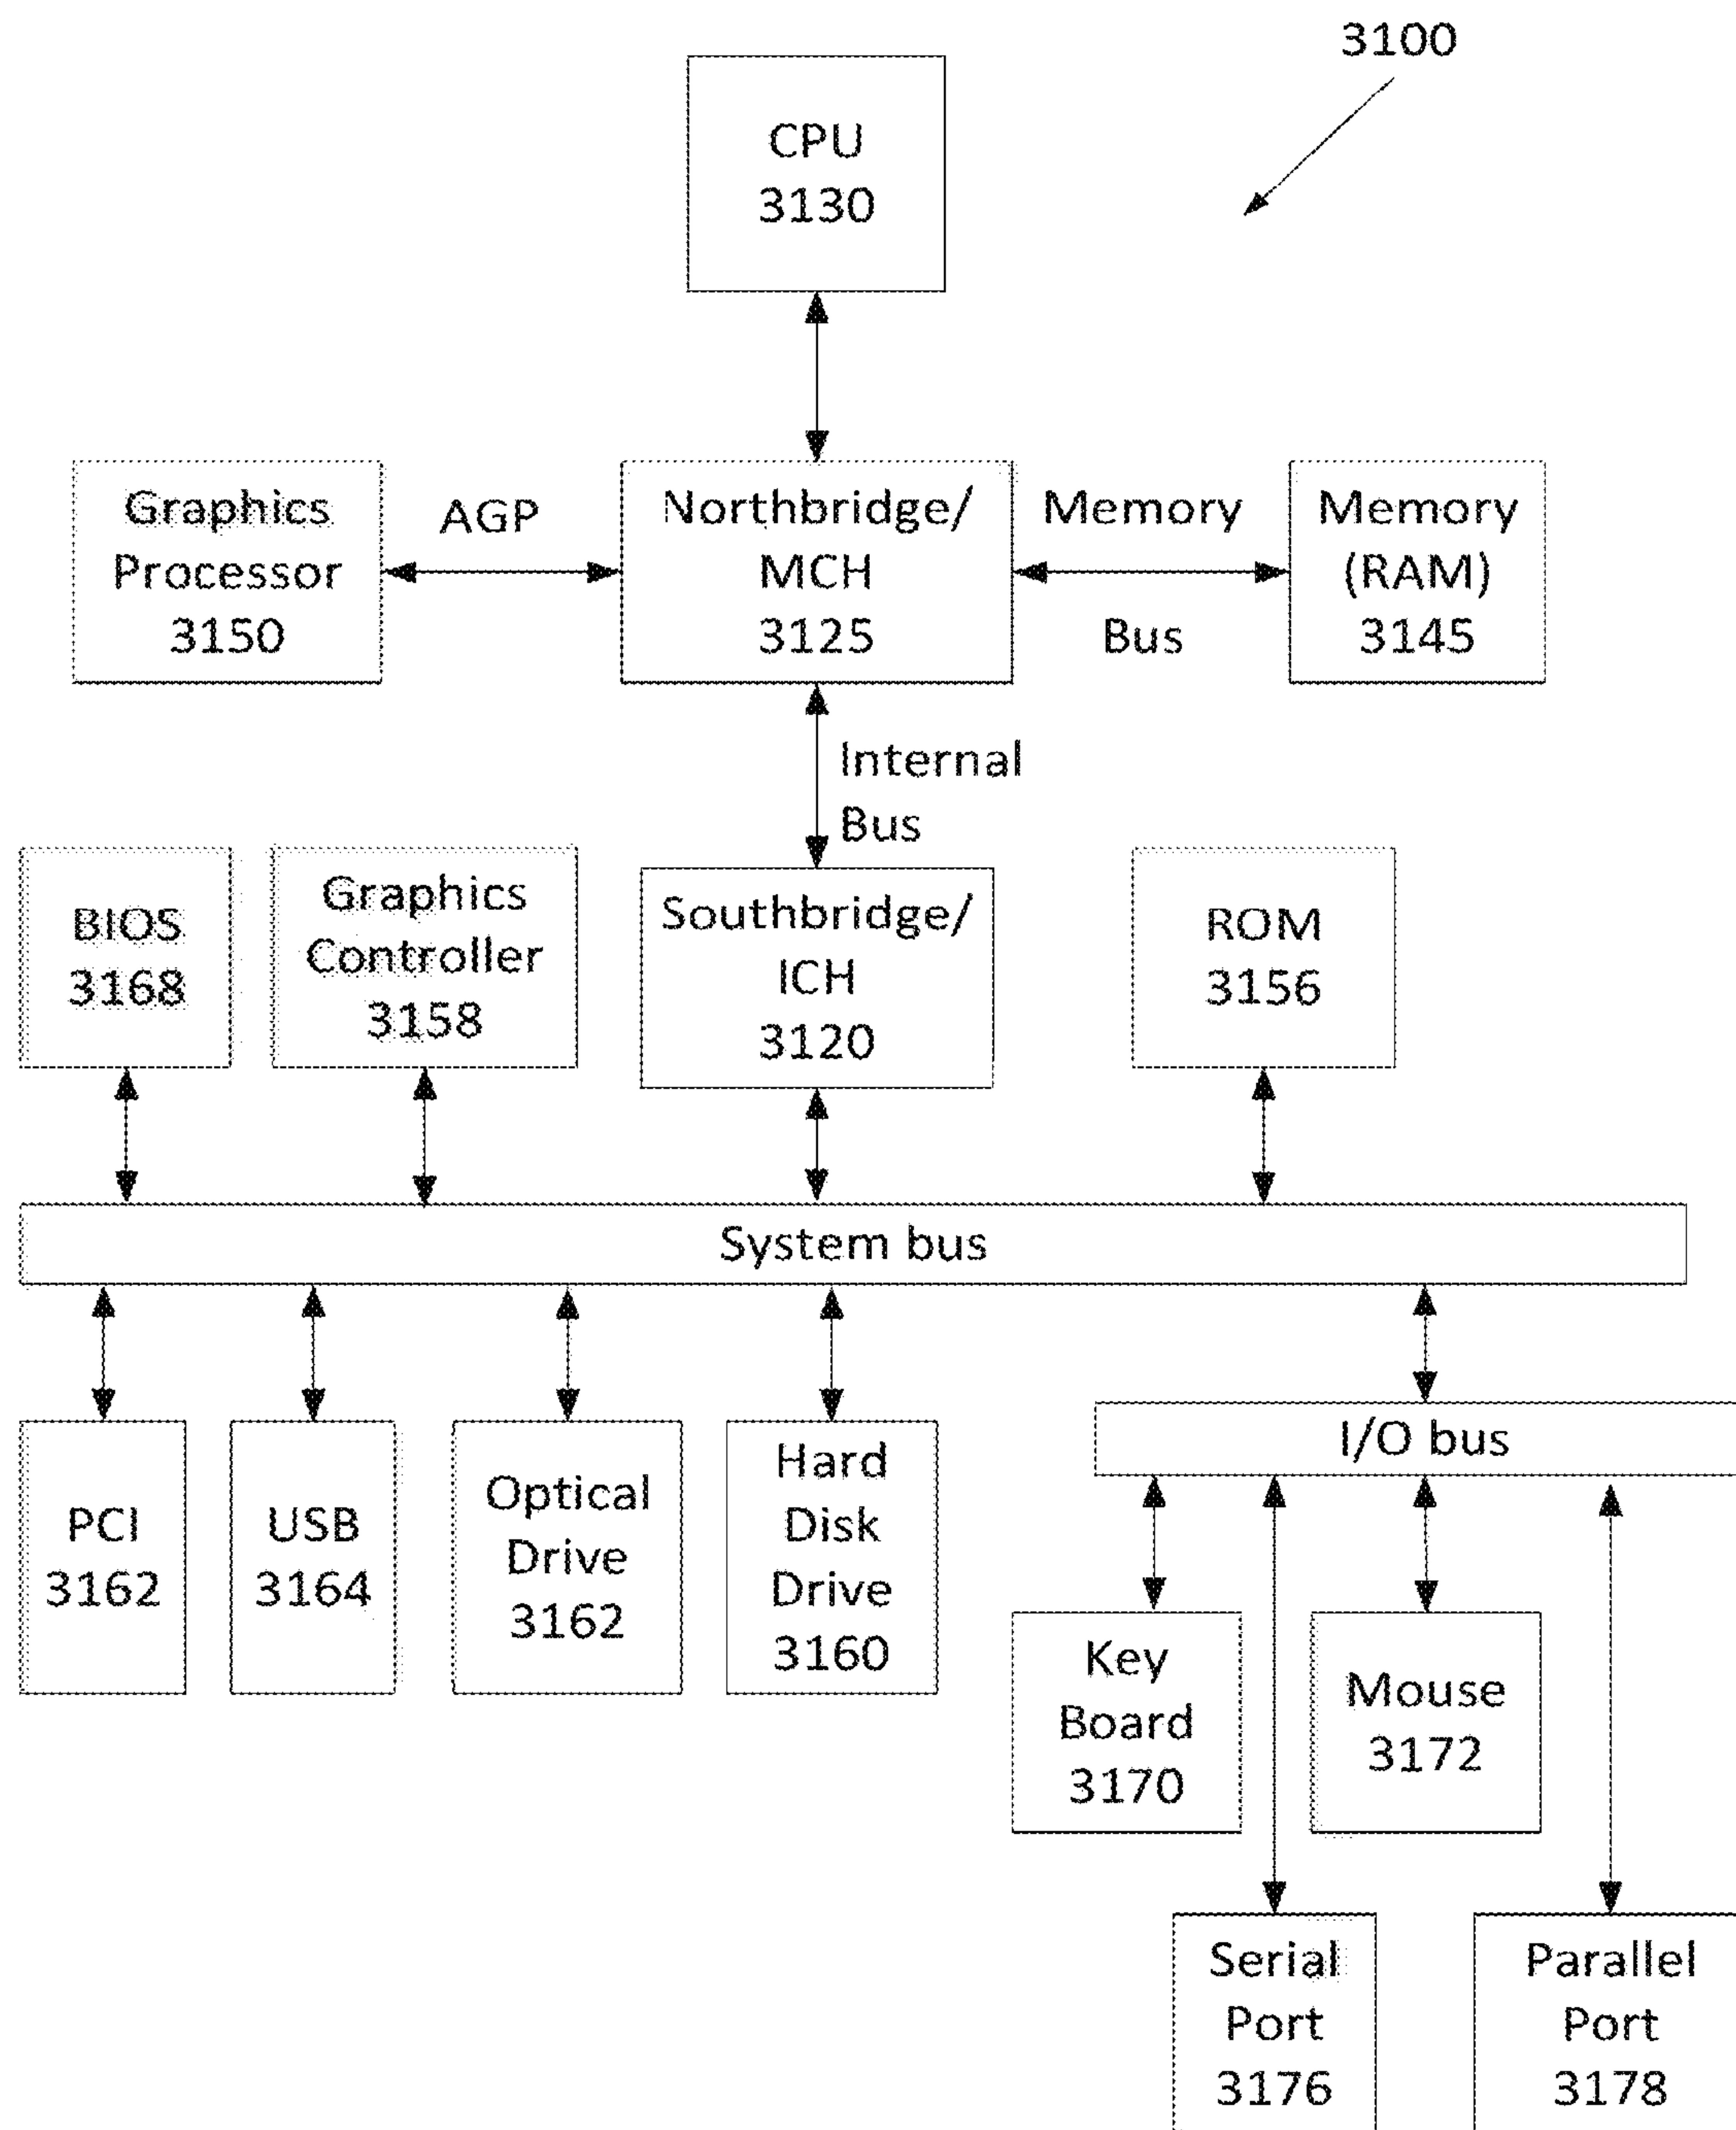 3100
CPU
3130
Graphics
Processor
3150
AGP
Northbridge/
MCH
3125
Memory
Bus
Memory
(RAM)
3145
Internal
Bus
BIOS
3168
Graphics
Controller
3158
Southbridge/
ICH
3120
ROM
3156
System bus
PCI
3162
USB
3164
Optical
Drive
3162
Hard
Disk
Drive
3160
I/O bus
Key
Board
3170
Mouse
3172
Serial
Port
3176
Parallel
Port
3178